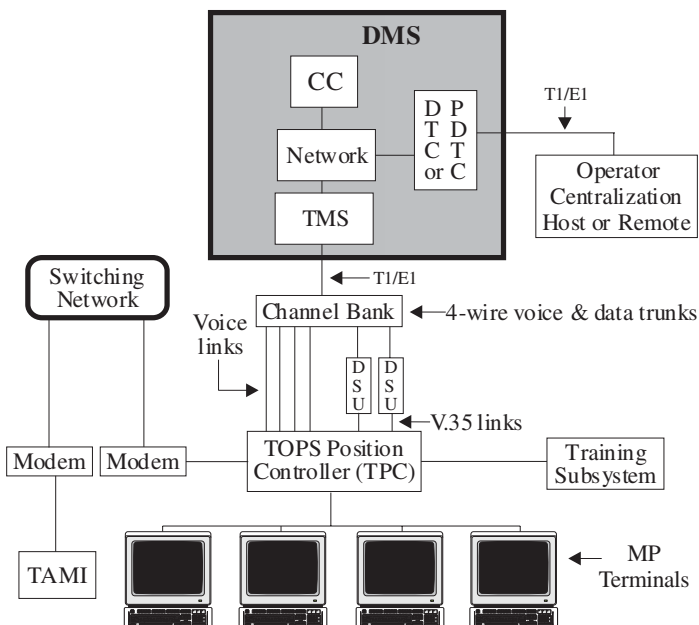 DMS
CC
Network
TMS
D P
T D
C T
or C
T1/E1
Operator
Centralization
Host or Remote
T1/E1
Switching
Network
Channel Bank
4-wire voice & data trunks
Voice
links
D
S
U
D
S
U
V.35 links
Modem
Modem
TOPS Position
Controller (TPC)
Training
Subsystem
TAMI
MP
Terminals